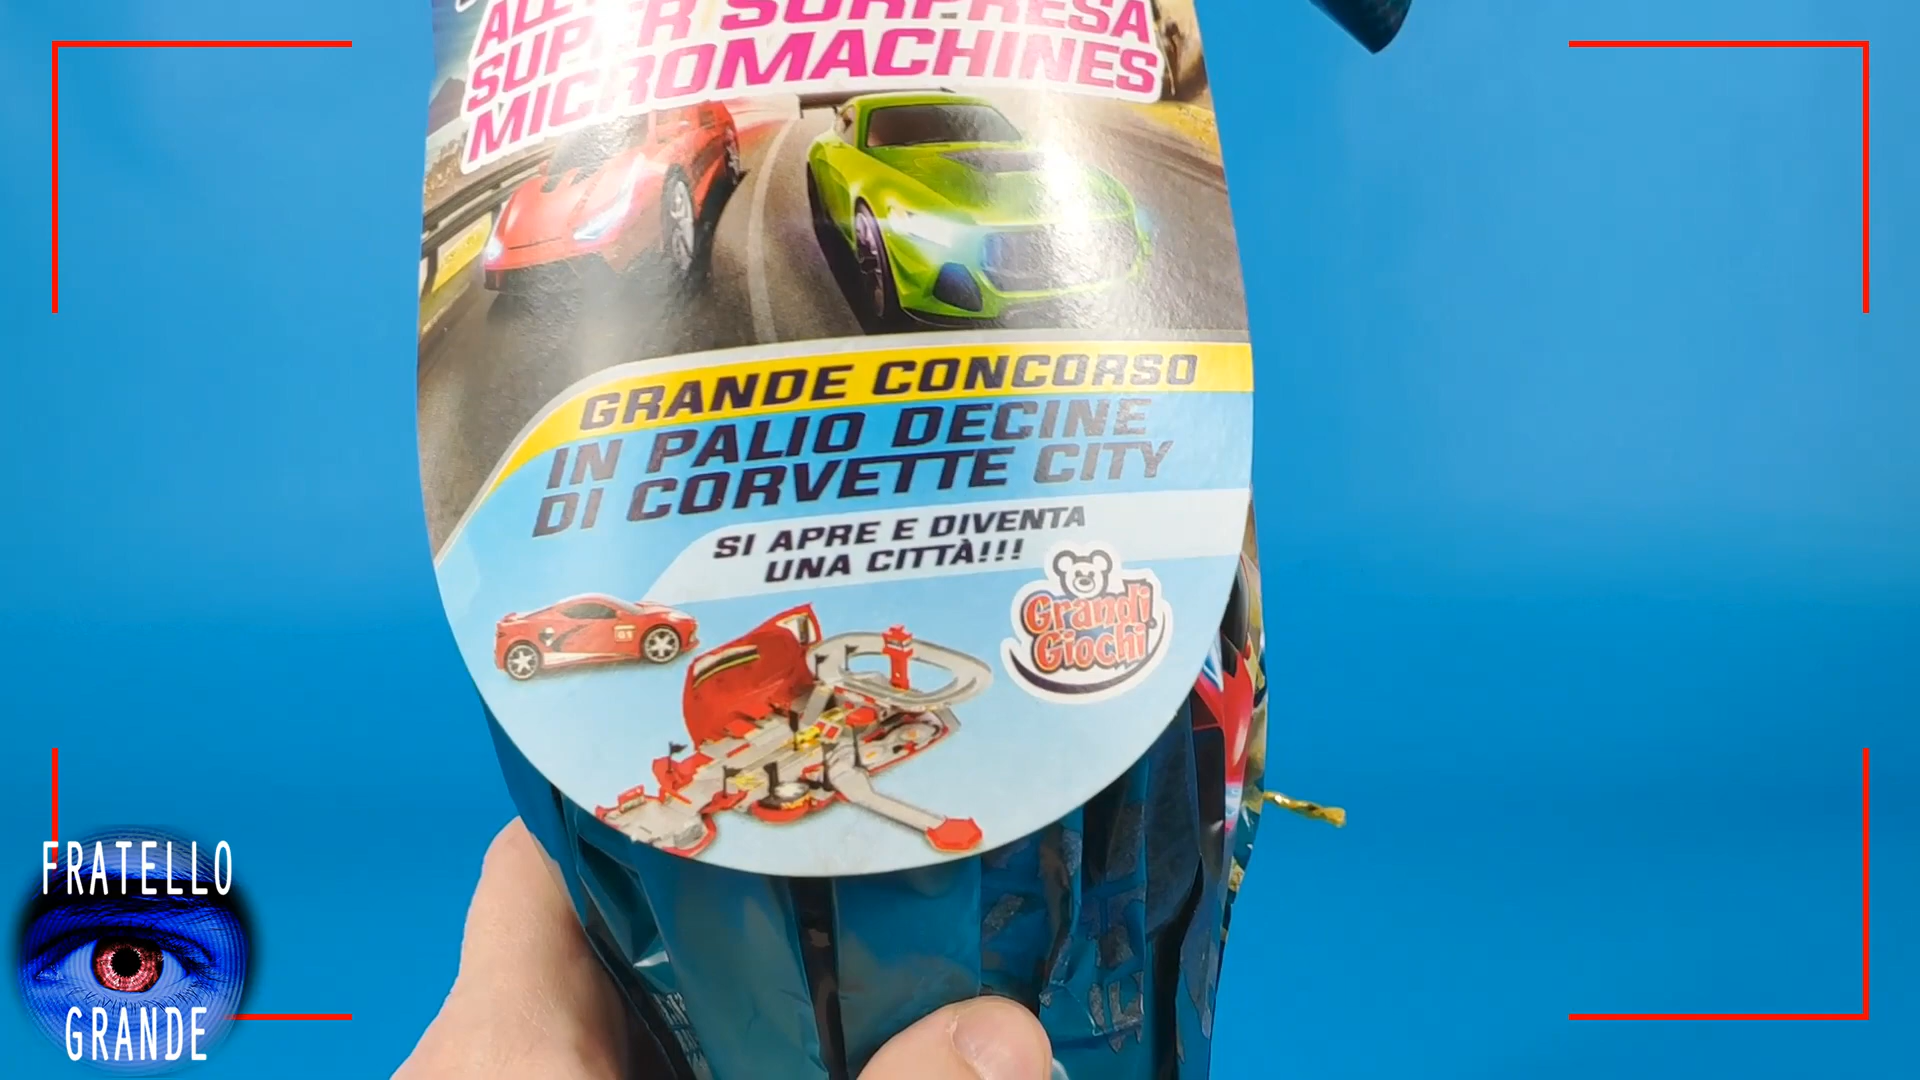 SUPER SORPRESA
MICROMACHINES
GRANDE CONCORSO
IN PALIO DECINE
DI CORVETTE CITY
SI APRE E DIVENTA
UNA CITTÀ!!!
Grandi
Giochi
FRATELLO
GRANDE